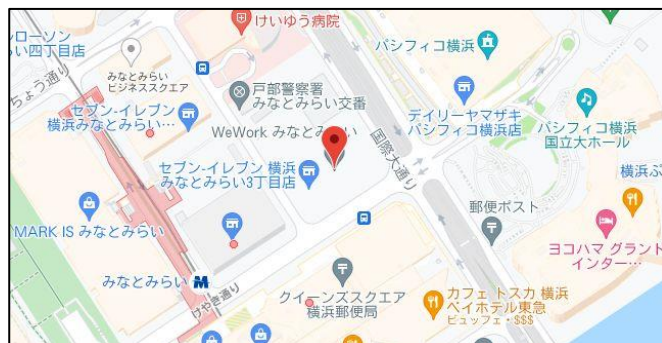 ンローソン
らい四丁目店
けいゆう病院
パシフィコ横浜
みなとみらい
ビジネススクエア
ちょう通り
戸部警察署
みなとみらい交番
セブン-イレブン
横浜みなとみらい…
デイリーヤマザキ
パシフィコ横浜店
パシフィコ横浜
国立大ホール
WeWork みなとみらい
国際大通り
セブン-イレブン 横浜
みなとみらい3丁目店
横浜ぷ
MARK IS みなとみらい
郵便ポスト
ヨコハマ グランド
インター…
みなとみらい
けやき通り
クイーンズスクエア
横浜郵便局
カフェ トスカ 横浜
ベイホテル東急
ビュッフェ・$$$